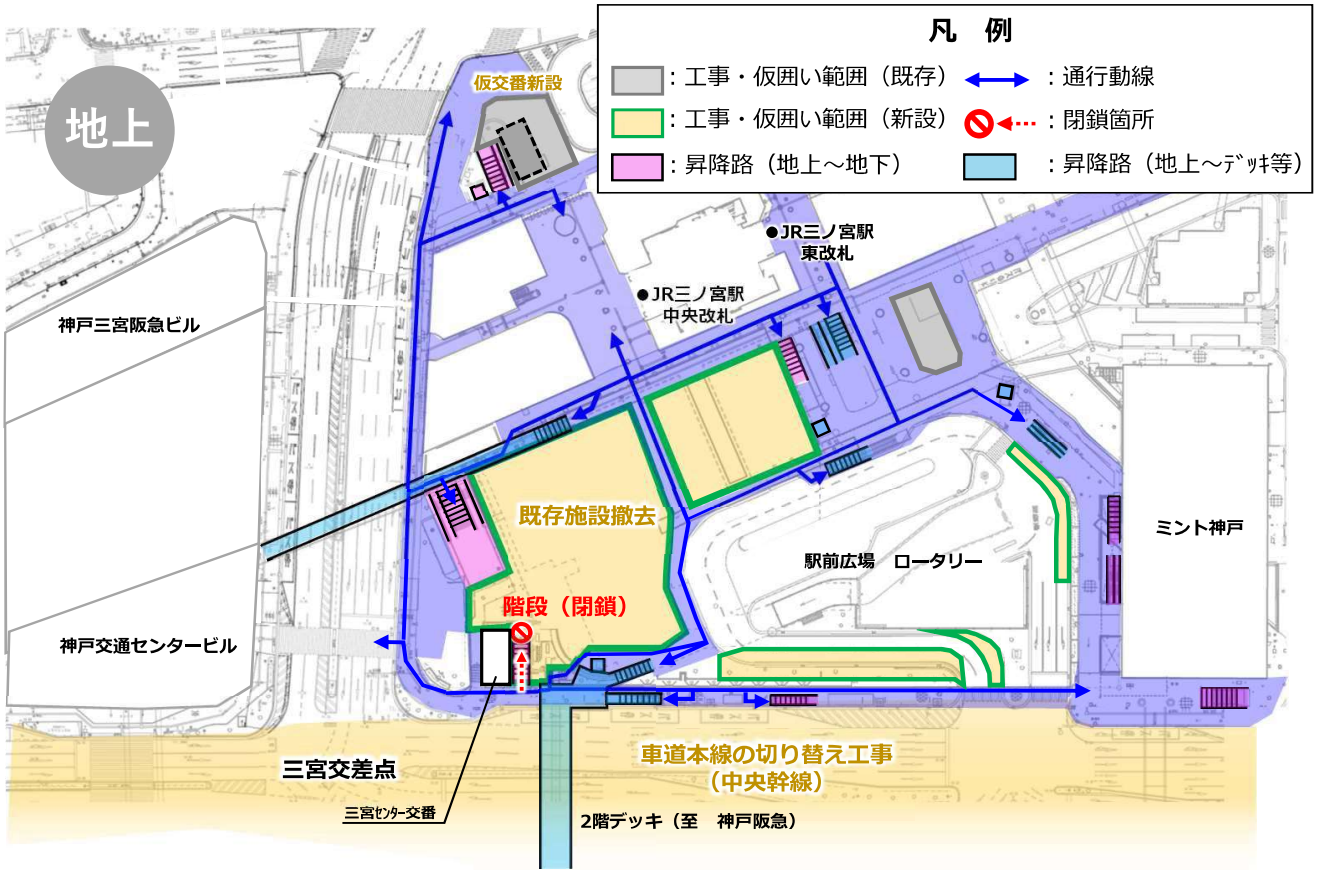 地上
仮交番新設
凡 例
：工事・仮囲い範囲（既存）
：通行動線
：工事・仮囲い範囲（新設）
：閉鎖箇所
：昇降路（地上～地下）
：昇降路（地上～ﾃﾞｯｷ等）
●JR三ノ宮駅
東改札
●JR三ノ宮駅
中央改札
神戸三宮阪急ビル
既存施設撤去
ミント神戸
駅前広場 ロータリー
階段（閉鎖）
神戸交通センタービル
三宮交差点
車道本線の切り替え工事
（中央幹線）
三宮ｾﾝﾀｰ交番
2階デッキ（至 神戸阪急）